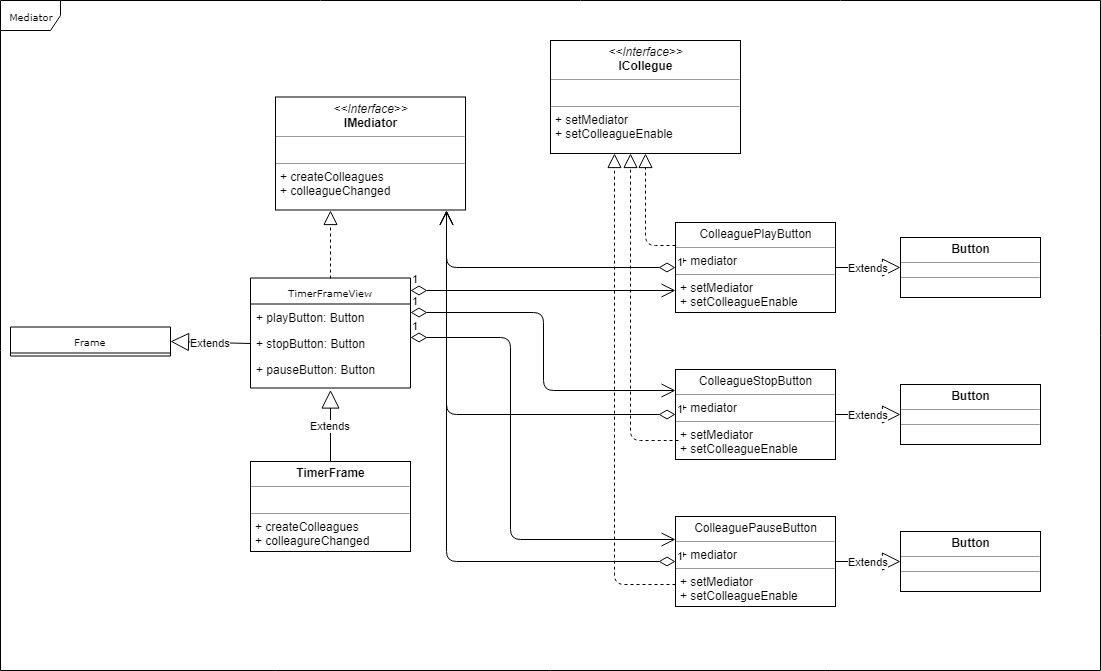 Mediator
<<Interface>>
ICollegue
+ setMediator
+ setColleagueEnable
<<Interface>>
IMediator
+ createColleagues
+ colleagueChanged
ColleaguePlayButton
1
+ mediator
+ setMediator
+ setColleagueEnable
Extends
Button
TimerFrameView
+ playButton: Button
+ stopButton: Button
+ pauseButton: Button
1
1
1
Frame
Extends
ColleagueStopButton
1
+ mediator
+ setMediator
+ setColleagueEnable
Extends
Button
Extends
TimerFrame
+ createColleagues
+ colleagureChanged
ColleaguePauseButton
1
+ mediator
+ setMediator
+ setColleagueEnable
Extends
Button